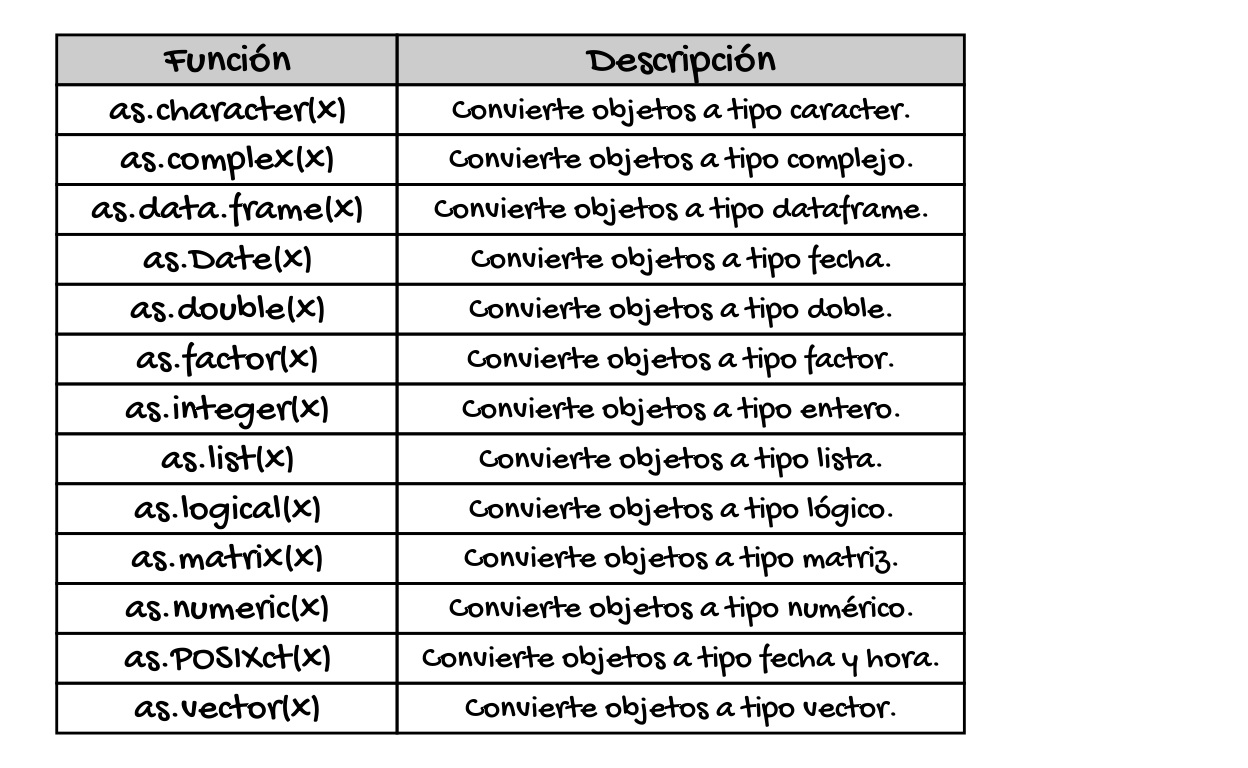 Función Descripción
as.character(x) Convierte objetos a tipo caracter.
as.complex(x) Convierte objetos a tipo complejo.
as.data.frame(x) Convierte objetos a tipo dataframe.
as.Date(x) Convierte objetos a tipo fecha.
as.double(x) Convierte objetos a tipo doble.
as.factor(x) Convierte objetos a tipo factor.
as.integer(x) Convierte objetos a tipo entero.
as.list(x) Convierte objetos a tipo lista.
as.logical(x) Convierte objetos a tipo lógico.
as.matrix(x) Convierte objetos a tipo matriz.
as.numeric(x) Convierte objetos a tipo numérico.
as.POSIXct(x) Convierte objetos a tipo fecha y hora.
as.vector(x) Convierte objetos a tipo vector.